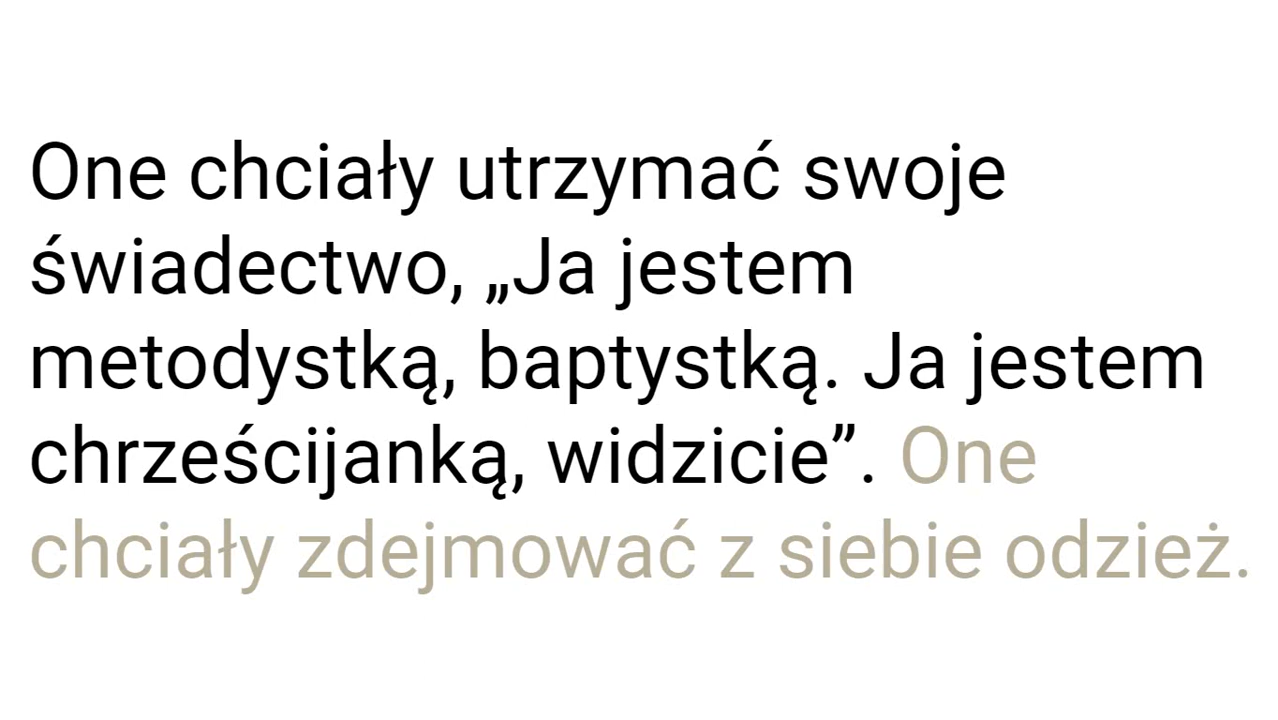 One chciały utrzymać swoje
świadectwo, „Ja jestem
metodystką, baptystką. Ja jestem
chrześcijanką, widzicie”. One
chciały zdejmować z siebie odzież.